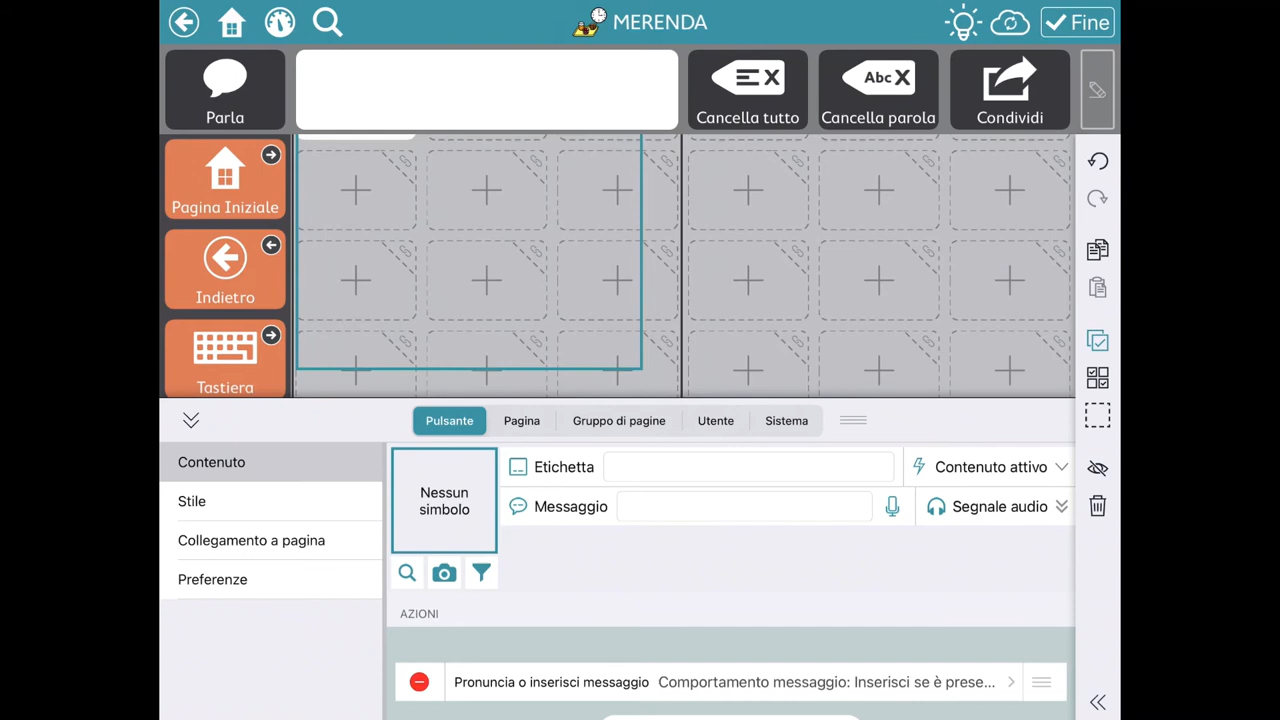 MERENDA
Fine
Parla
Abc X
Cancella tutto
Cancella parola
Condividi
Pagina Iniziale
Indietro
Tastiera
Pulsante
Pagina
Gruppo di pagine
Utente
Sistema
Contenuto
Stile
Collegamento a pagina
Preferenze
Nessun
simbolo
Etichetta
Contenuto attivo
Messaggio
Segnale audio
AZIONI
Pronuncia o inserisci messaggio Comportamento messaggio: Inserisci se è prese...